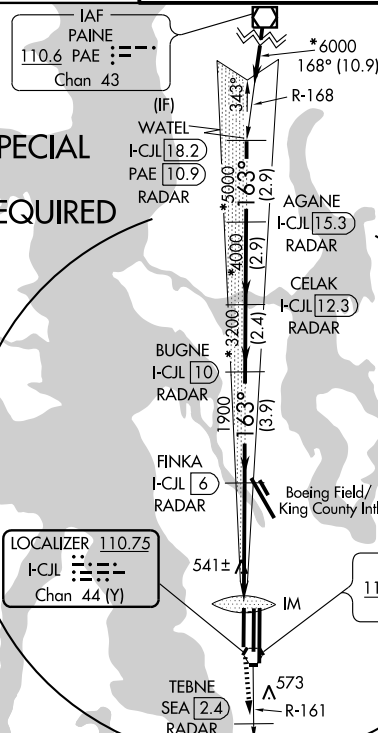 IAF
PAINE
110.6 PAE
Chan 43
*6000
168° (10.9)
R-168
343°
(IF)
WATEL
I-CJL 18.2
PAE 10.9
RADAR
PECIAL
EQUIRED
*5000
163°
(2.9)
AGANE
I-CJL 15.3
RADAR
*4000
(2.9)
CELAK
I-CJL 12.3
RADAR
*3200
(2.4)
BUGNE
I-CJL 10
RADAR
1900
163°
(3.9)
FINKA
I-CJL 6
RADAR
Boeing Field/
King County Intl
LOCALIZER 110.75
I-CJL
Chan 44 (Y)
541±
IM
11
TEBNE
SEA 2.4
RADAR
573
R-161